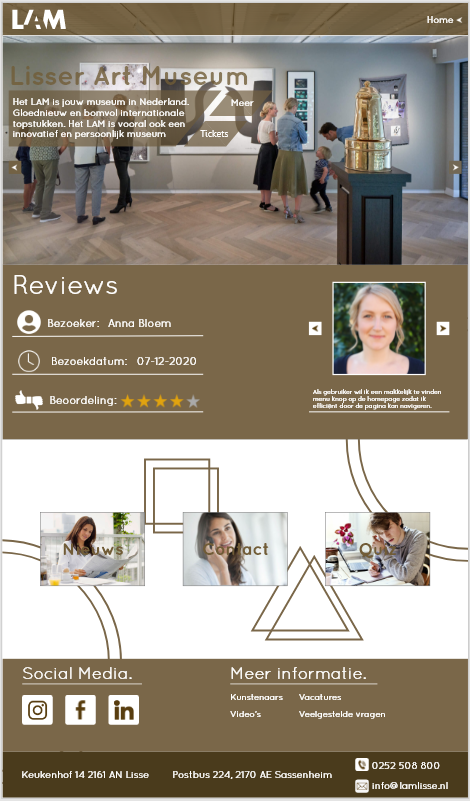 LAM
Home
Lisser Art Museum
Het LAM is jouw museum in Nederland.
Gloednieuw en bomvol internationale
topstukken. Het LAM is vooral ook een
innovatief en persoonlijk museum
Meer
Tickets
Reviews
Bezoeker: Anna Bloem
Bezoekdatum: 07-12-2020
Beoordeling:
Als gebruiker wil ik een makkelijk te vinden
menu knop op de homepage zodat ik
efficiënt door de pagina kan navigeren.
Nieuws
Contact
Social Media.
Meer informatie.
Kunstenaars Vacatures
Video's Veelgestelde vragen
Keukenhof 14 2161 AN Lisse
Postbus 224, 2170 AE Sassenheim
0252 508 800
info@lamlisse.nl